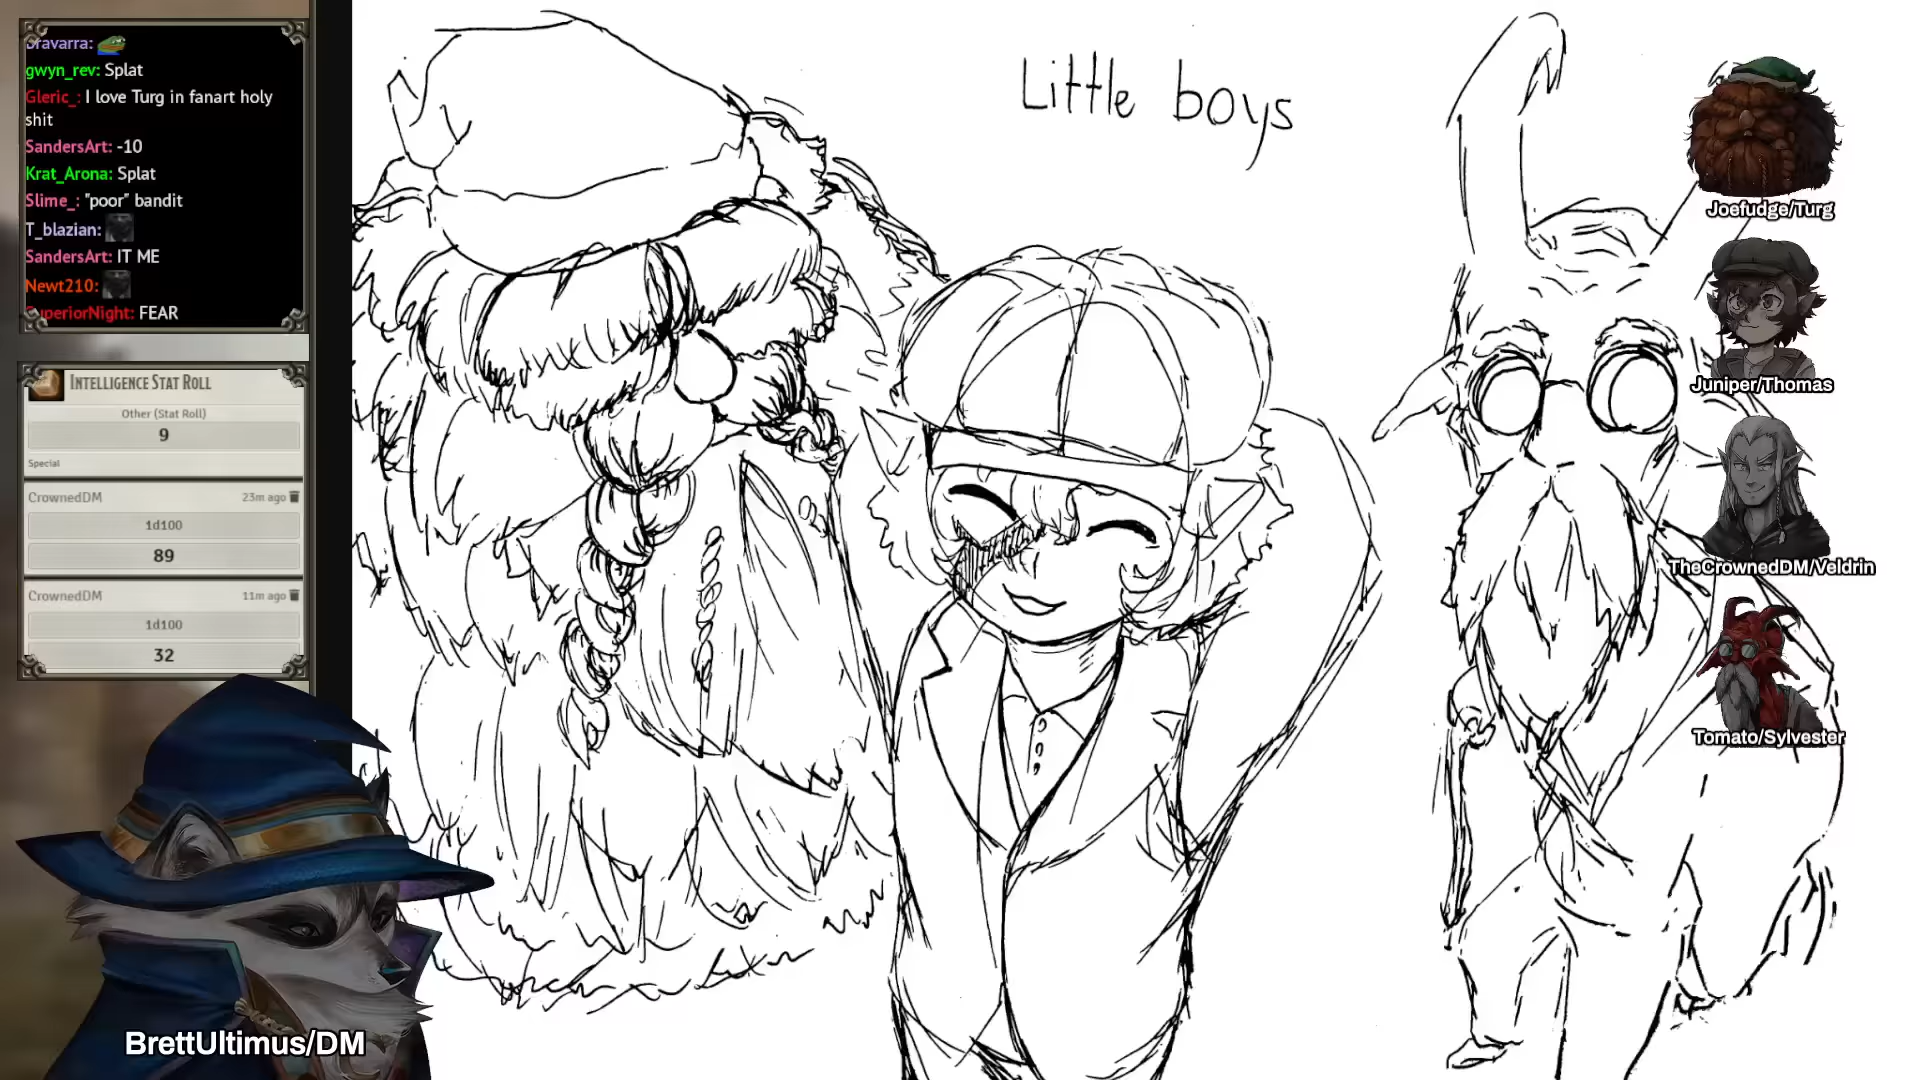 bravarra:
gwyn_rev: Splat
Gleric_: I love Turg in fanart holy
shit
SandersArt: -10
Krat_Arona: Splat
Slime_: "poor" bandit
T_blazian:
SandersArt: IT ME
Newt210:
SuperiorNight: FEAR
INTELLIGENCE STAT ROLL
Other (Stat Roll)
9
Special
CrownedDM 23m ago
1d100
89
CrownedDM 11m ago
1d100
32
BrettUltimus/DM
Little boys
Joefudge/Turg
Juniper/Thomas
TheCrownedDM/Veldrin
Tomato/Sylvester